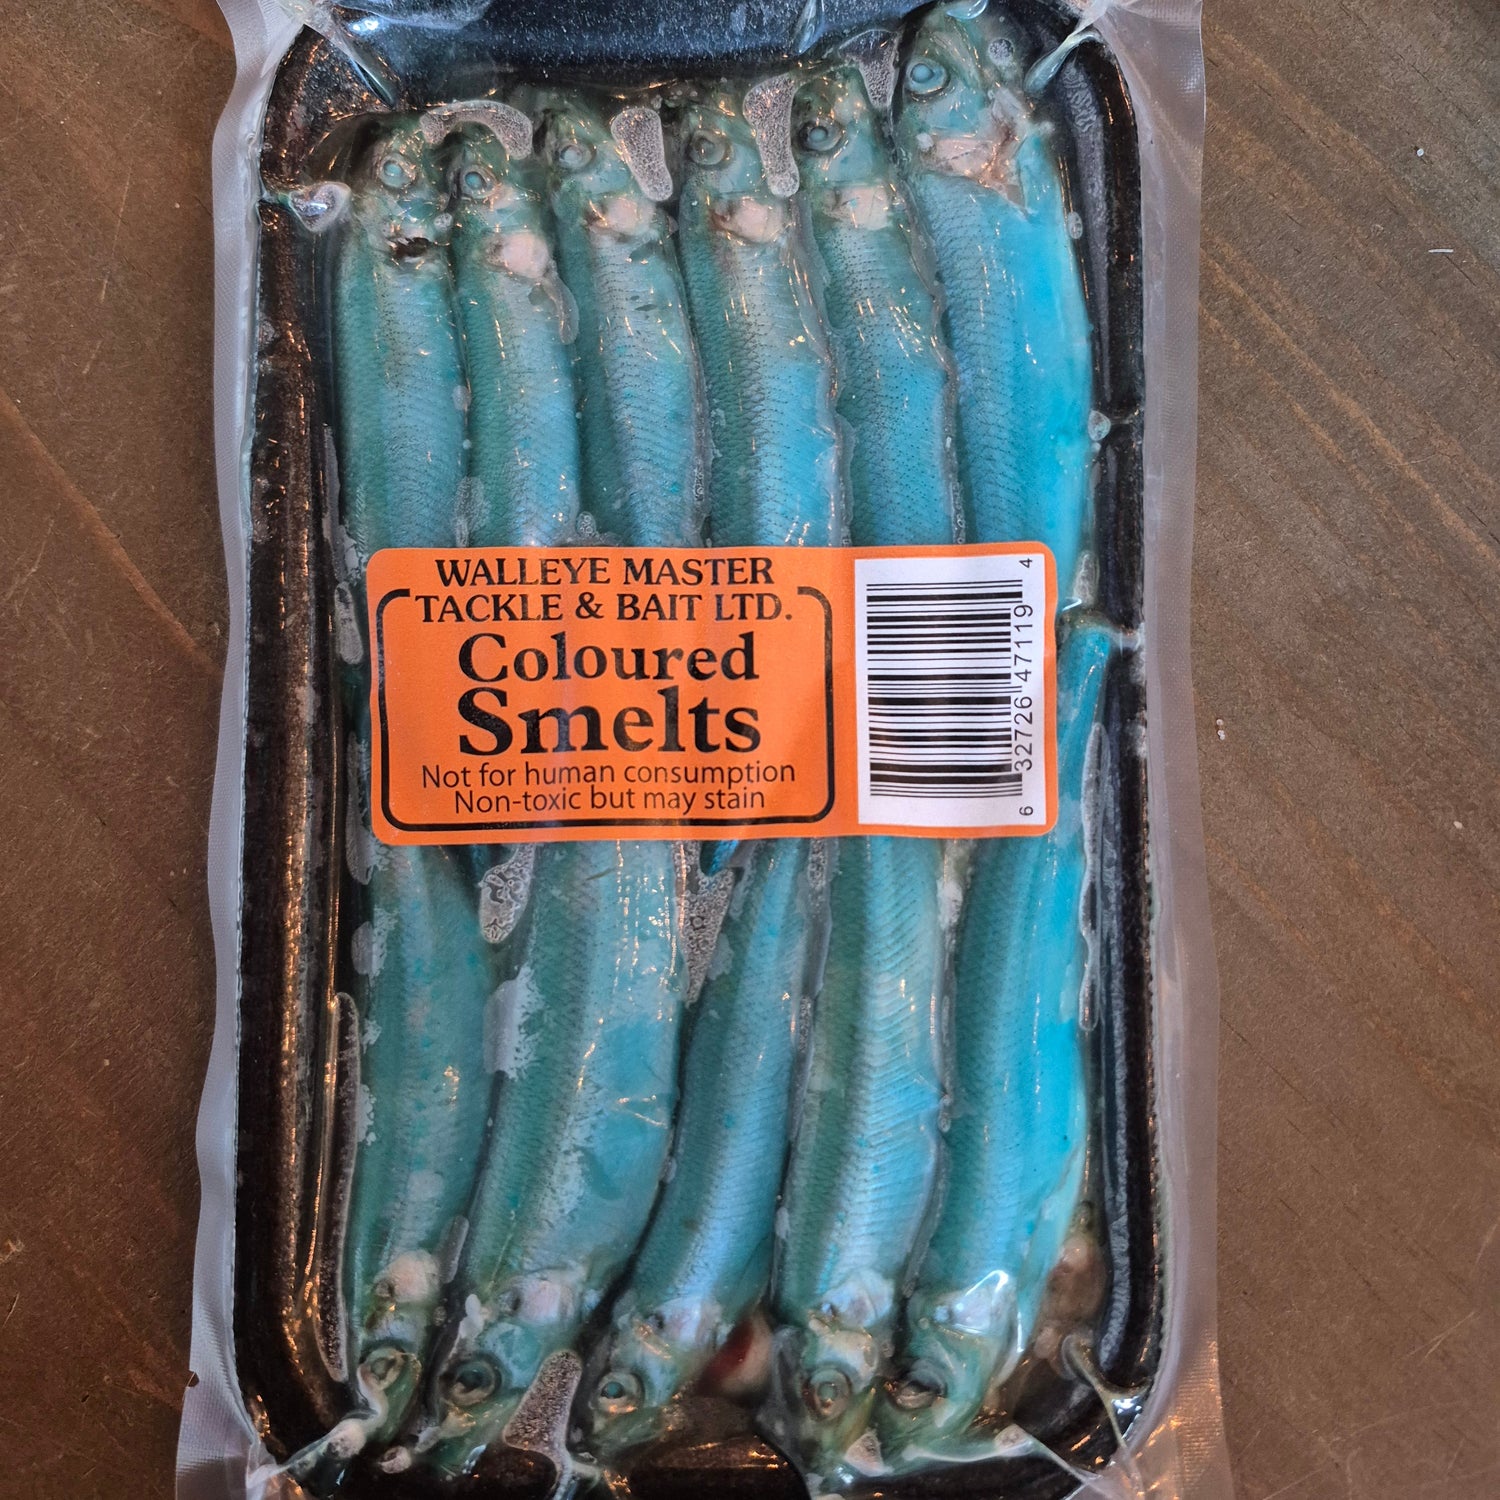 WALLEYE MASTER
TACKLE & BAIT LTD.
Coloured
Smelts
Not for human consumption
Non-toxic but may stain
6 32726 47119 4